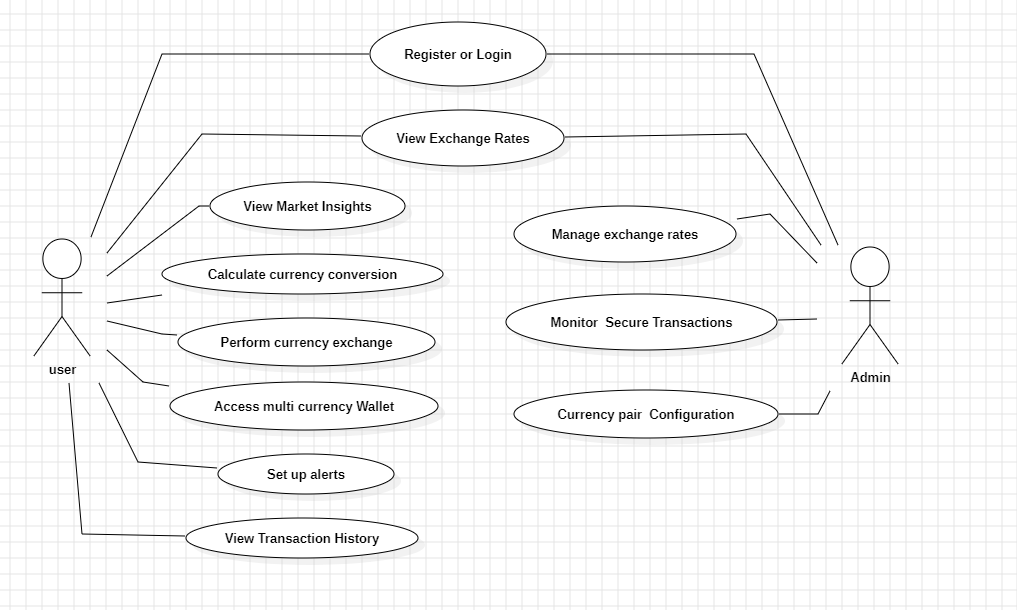 Register or Login
View Exchange Rates
View Market Insights
Manage exchange rates
Calculate currency conversion
Monitor  Secure Transactions
Perform currency exchange
user
Admin
Access multi currency Wallet
Currency pair  Configuration
Set up alerts
View Transaction History